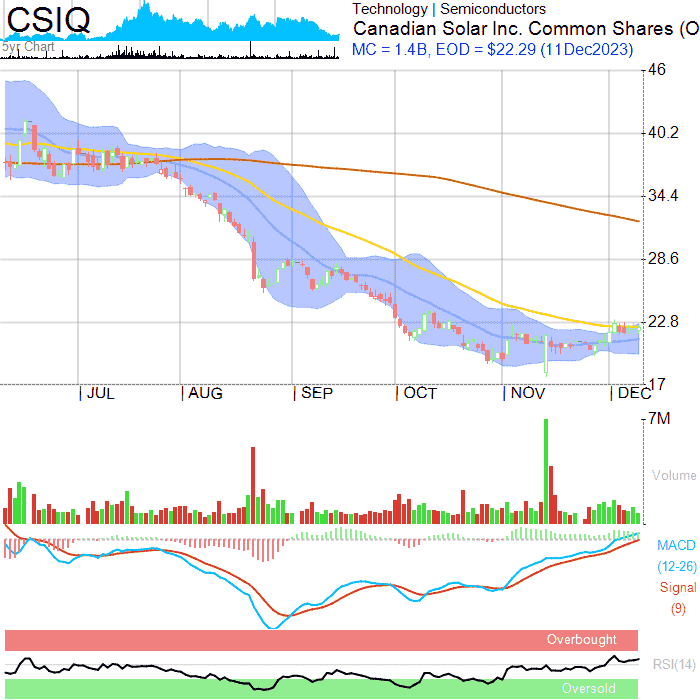 CSIQ
5yr Chart
Technology | Semiconductors
Canadian Solar Inc. Common Shares (O
MC = 1.4B, EOD = $22.29 (11Dec2023)
46
40.2
34.4
28.6
22.8
17
| JUL | AUG | SEP | OCT | NOV | DEC
7M
Volume
MACD
(12-26)
Signal
(9)
Overbought
RSI(14)
Oversold